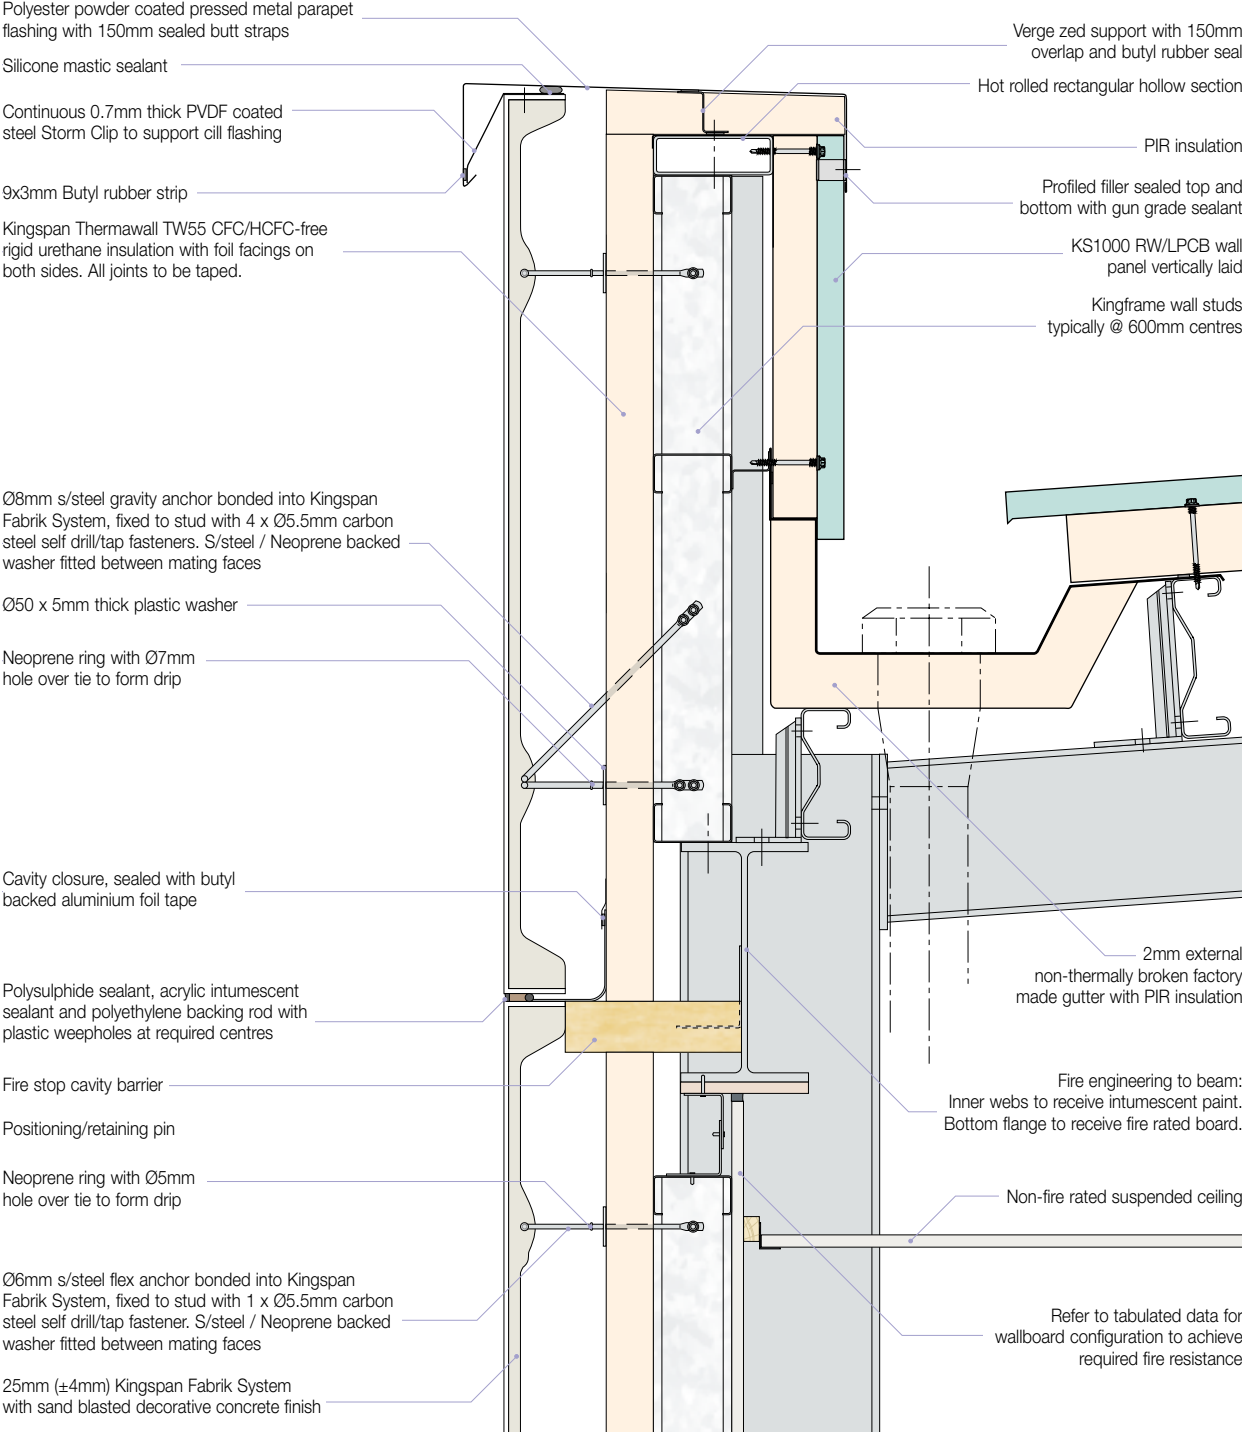 Polyester powder coated pressed metal parapet
flashing with 150mm sealed butt straps
Silicone mastic sealant
Continuous 0.7mm thick PVDF coated
steel Storm Clip to support cill flashing
9x3mm Butyl rubber strip
Kingspan Thermawall TW55 CFC/HCFC-free
rigid urethane insulation with foil facings on
both sides. All joints to be taped.
Ø8mm s/steel gravity anchor bonded into Kingspan
Fabrik System, fixed to stud with 4 x Ø5.5mm carbon
steel self drill/tap fasteners. S/steel / Neoprene backed
washer fitted between mating faces
Ø50 x 5mm thick plastic washer
Neoprene ring with Ø7mm
hole over tie to form drip
Cavity closure, sealed with butyl
backed aluminium foil tape
Polysulphide sealant, acrylic intumescent
sealant and polyethylene backing rod with
plastic weepholes at required centres
Fire stop cavity barrier
Positioning/retaining pin
Neoprene ring with Ø5mm
hole over tie to form drip
Ø6mm s/steel flex anchor bonded into Kingspan
Fabrik System, fixed to stud with 1 x Ø5.5mm carbon
steel self drill/tap fastener. S/steel / Neoprene backed
washer fitted between mating faces
25mm (±4mm) Kingspan Fabrik System
with sand blasted decorative concrete finish
Verge zed support with 150mm
overlap and butyl rubber seal
Hot rolled rectangular hollow section
PIR insulation
Profiled filler sealed top and
bottom with gun grade sealant
KS1000 RW/LPCB wall
panel vertically laid
Kingframe wall studs
typically @ 600mm centres
2mm external
non-thermally broken factory
made gutter with PIR insulation
Fire engineering to beam:
Inner webs to receive intumescent paint.
Bottom flange to receive fire rated board.
Non-fire rated suspended ceiling
Refer to tabulated data for
wallboard configuration to achieve
required fire resistance